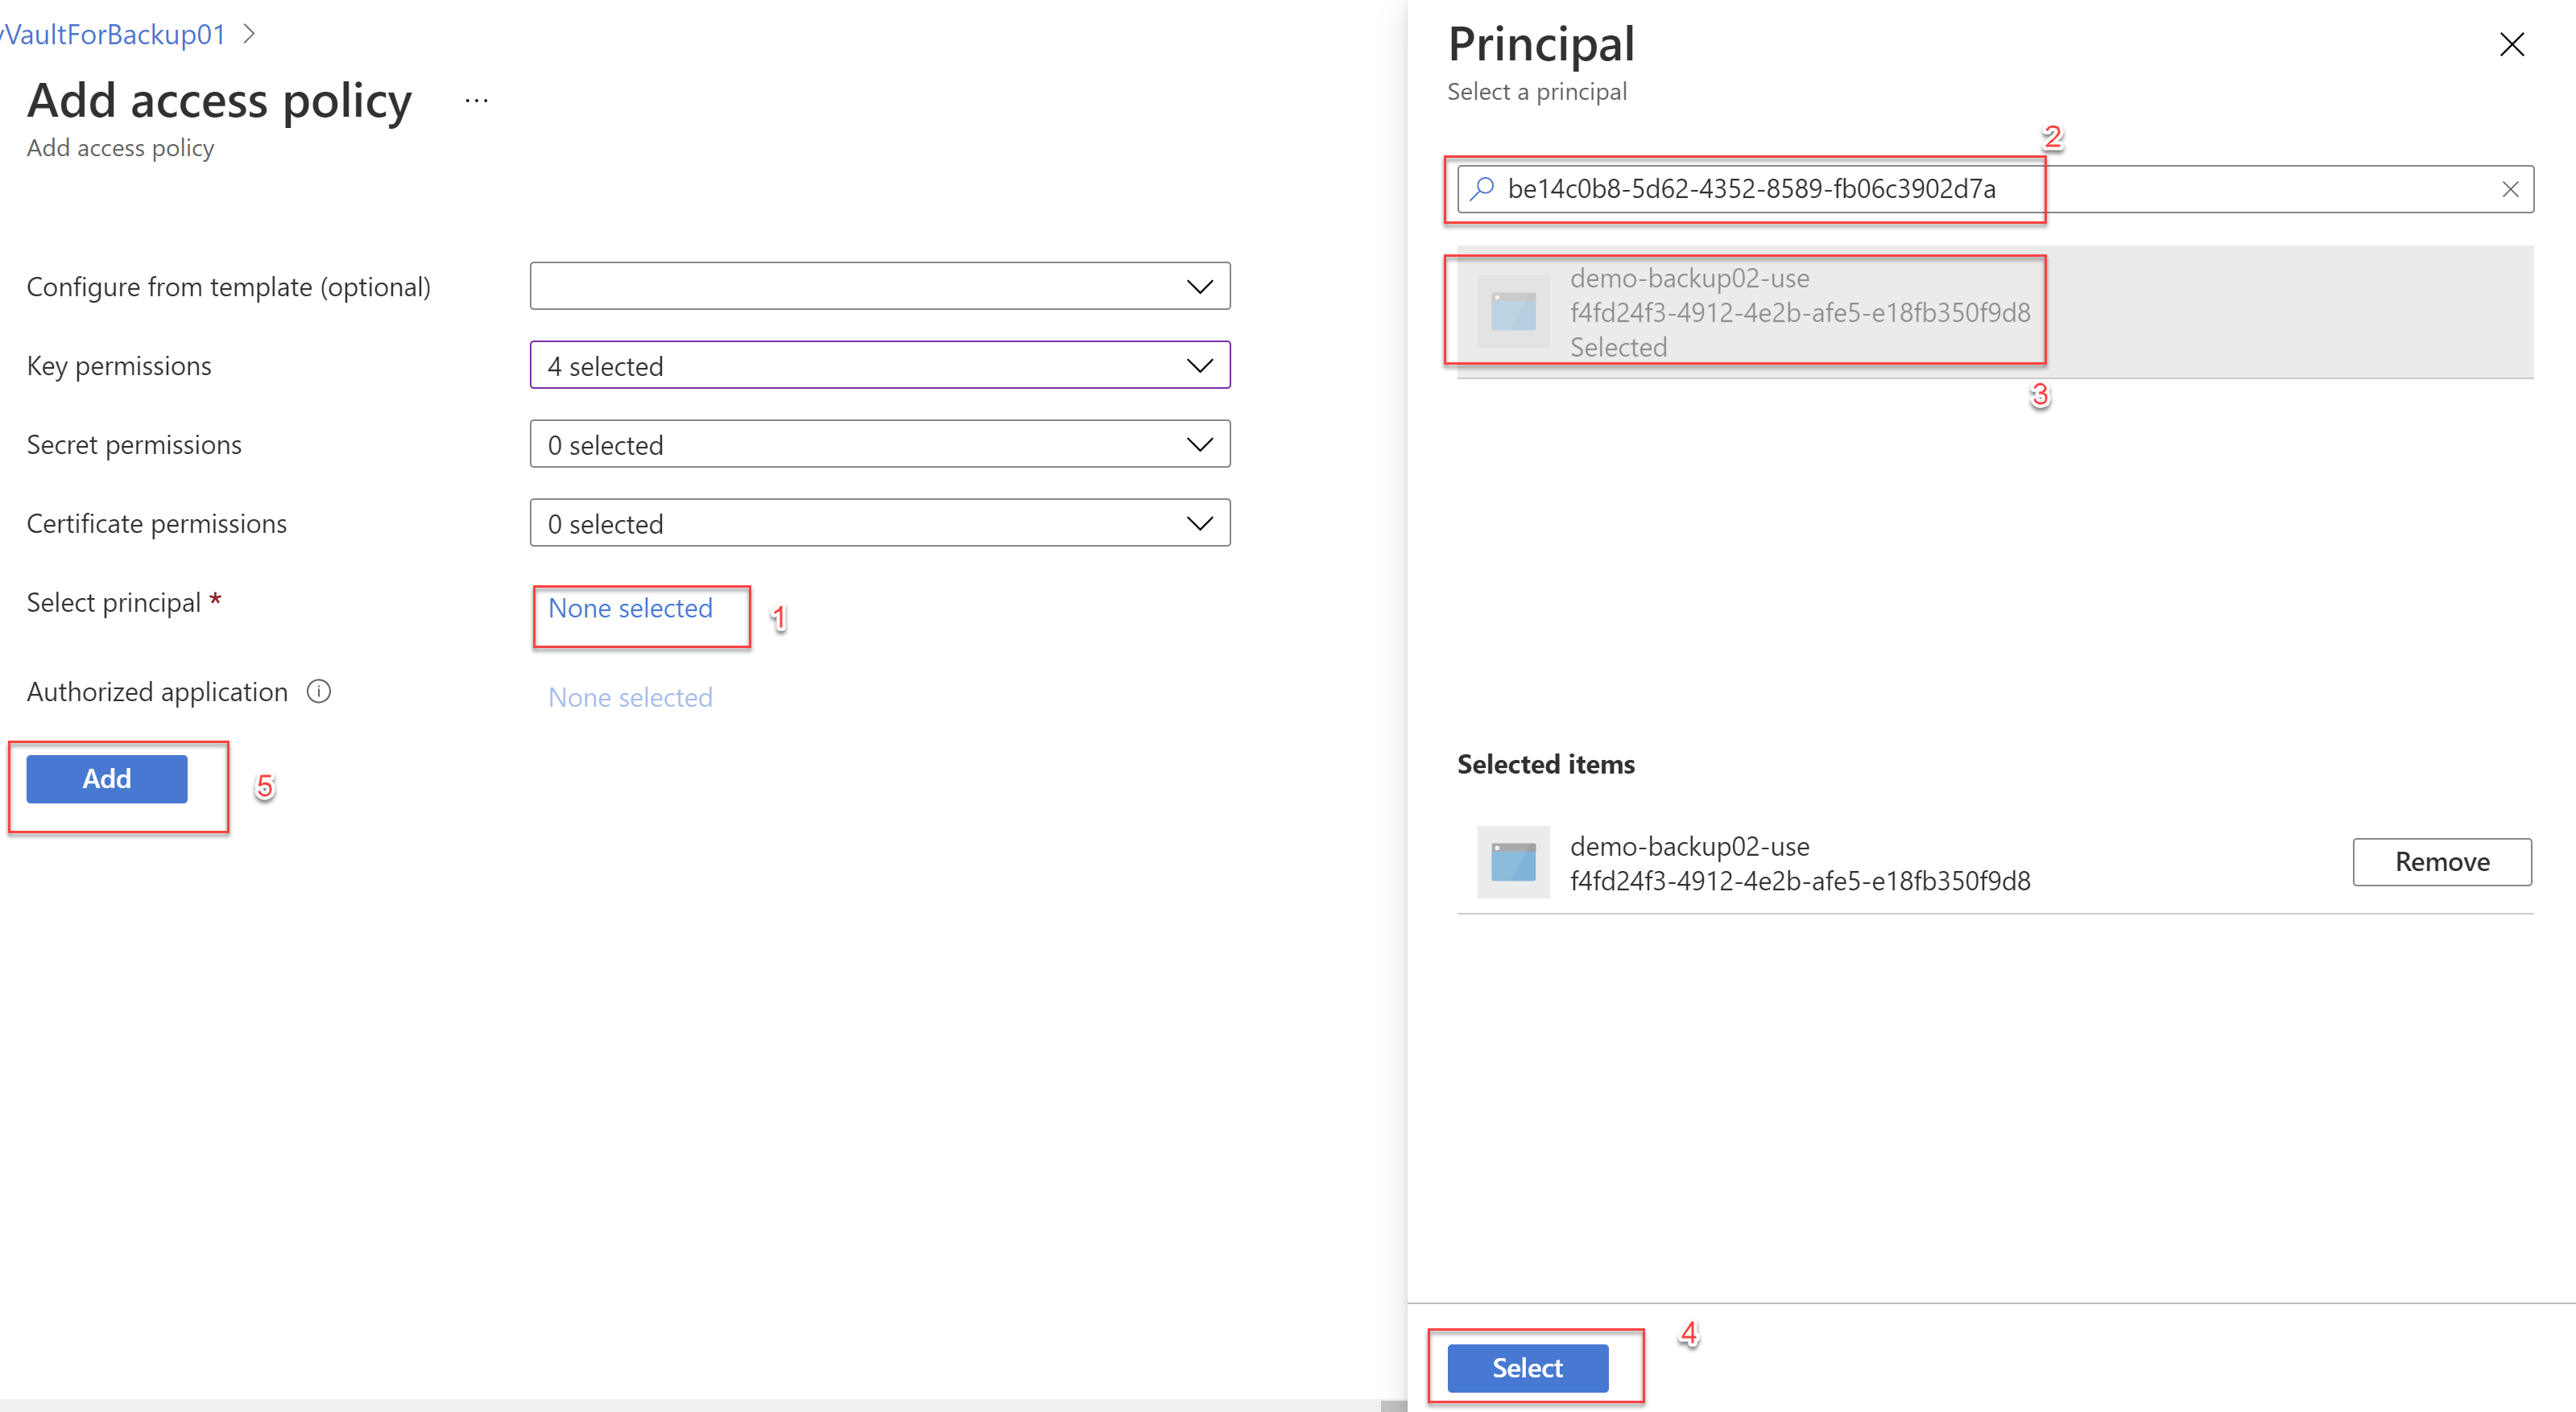 VaultForBackup01
Add access policy ...
Add access policy
Configure from template (optional)
Key permissions
4 selected
Secret permissions
0 selected
Certificate permissions
0 selected
Select principal *
None selected
1
Authorized application
None selected
Add
5
Principal
Select a principal
2
be14c0b8-5d62-4352-8589-fb06c3902d7a
demo-backup02-use
f4fd24f3-4912-4e2b-afe5-e18fb350f9d8
Selected
3
Selected items
demo-backup02-use
f4fd24f3-4912-4e2b-afe5-e18fb350f9d8
Remove
4
Select